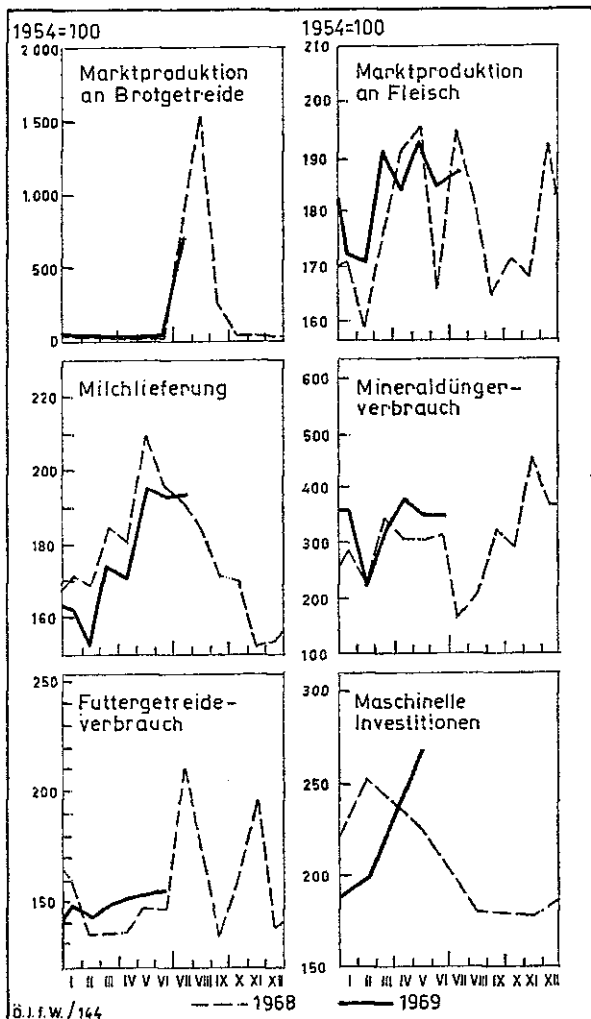 1954=100
1954=100
Marktproduktion
an Brotgetreide
2 000
1 500
1 000
500
0
Marktproduktion
an Fleisch
210
200
190
180
170
160
Milchlieferung
220
200
180
160
Mineraldünger-
verbrauch
600
500
400
300
200
100
Futtergetreide-
verbrauch
250
200
150
Maschinelle
Investitionen
300
250
200
150
I II III IV V VI VII VIII IX X XI XII
I II III IV V VI VII VIII IX X XI XII
Ö.I.f.W./144
1968
1969